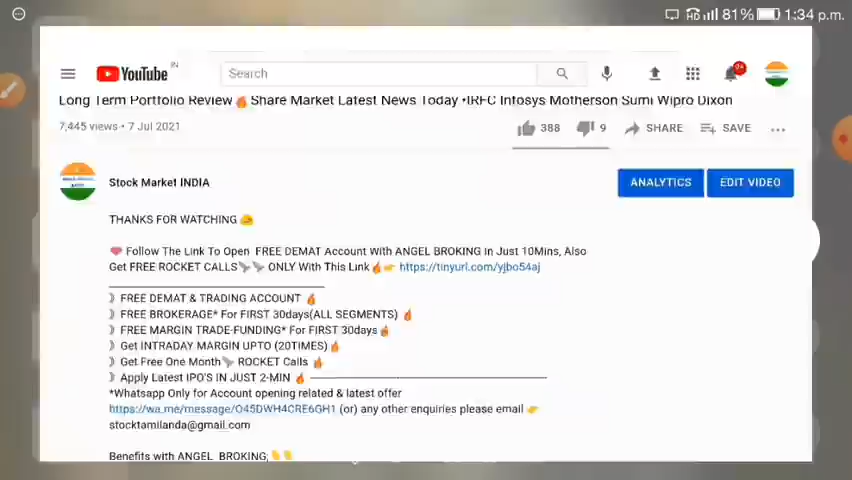 HD 81% 1:34 p.m.
YouTube IN
Search
Long Term Portfolio Review🔥Share Market Latest News Today •IRFC Infosys Motherson Sumi Wipro Dixon
7,445 views • 7 Jul 2021
388 9 SHARE SAVE
Stock Market INDIA
ANALYTICS EDIT VIDEO
THANKS FOR WATCHING
Follow The Link To Open FREE DEMAT Account With ANGEL BROKING in Just 10Mins, Also
Get FREE ROCKET CALLS🚀🚀 ONLY With This Link🔥👉 https://tinyurl.com/yjbo54aj
》FREE DEMAT & TRADING ACCOUNT 🔥
》FREE BROKERAGE* For FIRST 30days(ALL SEGMENTS) 🔥
》FREE MARGIN TRADE-FUNDING* For FIRST 30days🔥
》Get INTRADAY MARGIN UPTO (20TIMES)🔥
》Get Free One Month🚀 ROCKET Calls 🔥
》Apply Latest IPO'S IN JUST 2-MIN 🔥
*Whatsapp Only for Account opening related & latest offer
https://wa.me/message/O45DWH4CRE6GH1 (or) any other enquiries please email 👉
stocktamilanda@gmail.com
Benefits with ANGEL BROKING;👇👇